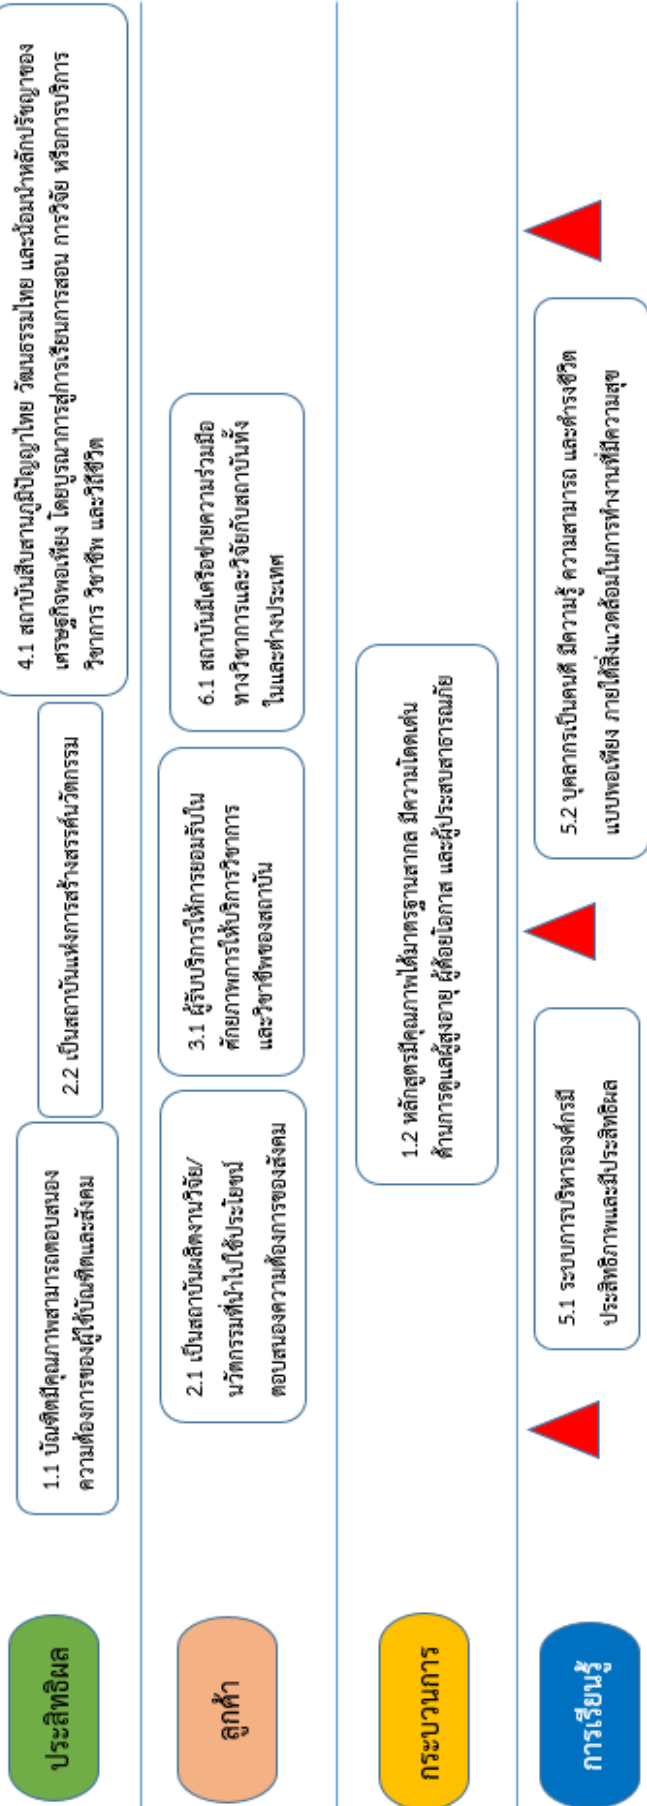 ประสิทธิผล
1.1 บัณฑิตมีคุณภาพสามารถตอบสนอง
ความต้องการของผู้ใช้บัณฑิตและสังคม
2.2 เป็นสถาบันแห่งการสร้างสรรค์นวัตกรรม
4.1 สถาบันสืบสานภูมิปัญญาไทย วัฒนธรรมไทย และน้อมนำหลักปรัชญาของ
เศรษฐกิจพอเพียง โดยบูรณาการสู่การเรียนการสอน การวิจัย หรือการบริการ
วิชาการ วิชาชีพ และวิถีชีวิต
ลูกค้า
2.1 เป็นสถาบันผลิตงานวิจัย/
นวัตกรรมที่นำไปใช้ประโยชน์
ตอบสนองความต้องการของสังคม
3.1 ผู้รับบริการให้การยอมรับใน
ศักยภาพการให้บริการวิชาการ
และวิชาชีพของสถาบัน
6.1 สถาบันมีเครือข่ายความร่วมมือ
ทางวิชาการและวิจัยกับสถาบันทั้ง
ในและต่างประเทศ
กระบวนการ
1.2 หลักสูตรมีคุณภาพได้มาตรฐานสากล มีความโดดเด่น
ด้านการดูแลผู้สูงอายุ ผู้ด้อยโอกาส และผู้ประสบสาธารณภัย
การเรียนรู้
5.1 ระบบการบริหารองค์กรมี
ประสิทธิภาพและมีประสิทธิผล
5.2 บุคลากรเป็นคนดี มีความรู้ ความสามารถ และดำรงชีวิต
แบบพอเพียง ภายใต้สิ่งแวดล้อมในการทำงานที่มีความสุข